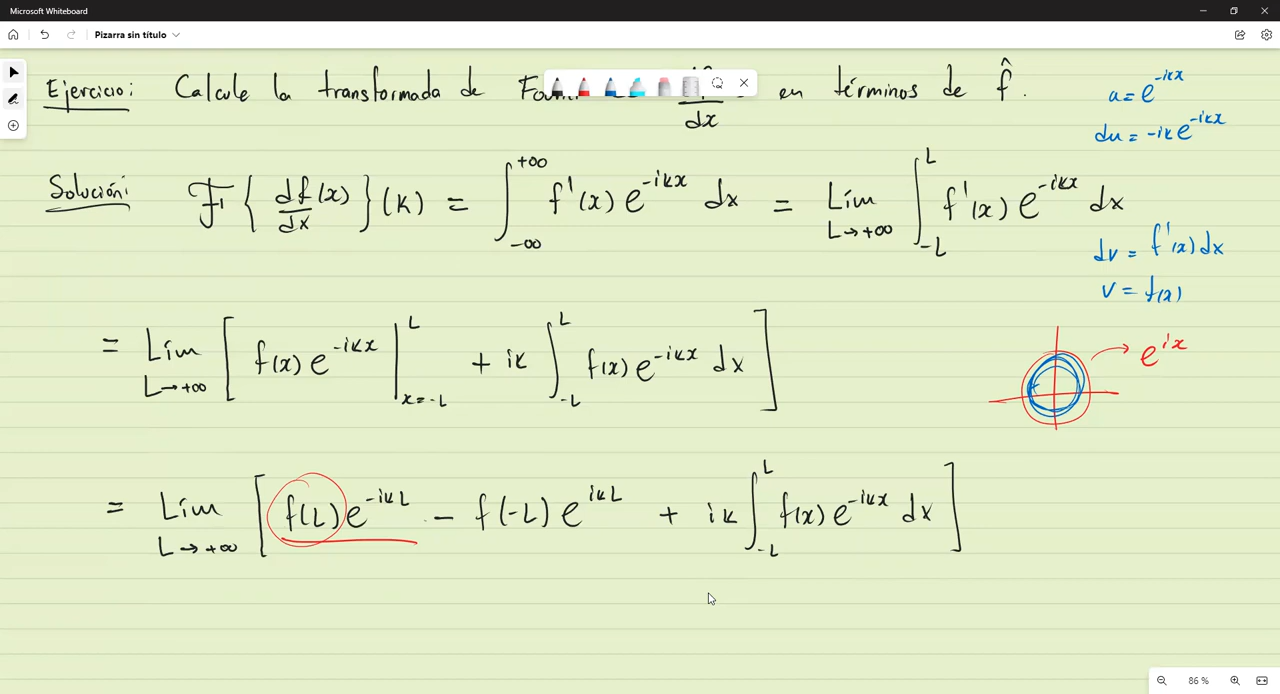 Microsoft Whiteboard
Pizarra sin título
Ejercicio: Calcule la transformada de df/dx en términos de f̂.
u = e^{-ikx}
du = -ik e^{-ikx}
Solución: F{df(x)/dx}(k) = ∫_{-∞}^{+∞} f'(x) e^{-ikx} dx = Lím_{L→+∞} ∫_{-L}^{L} f'(x) e^{-ikx} dx
dv = f'(x) dx
v = f(x)
= Lím_{L→+∞} [ f(x) e^{-ikx} |_{x=-L}^{L} + ik ∫_{-L}^{L} f(x) e^{-ikx} dx ]
e^{ix}
= Lím_{L→+∞} [ f(L) e^{-ikL} - f(-L) e^{ikL} + ik ∫_{-L}^{L} f(x) e^{-ikx} dx ]
86 %